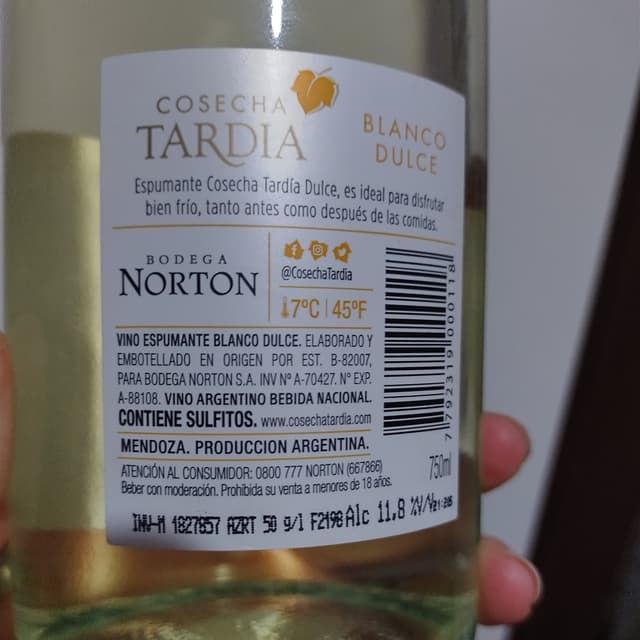 COSECHA
TARDIA
BLANCO
DULCE
Espumante Cosecha Tardía Dulce, es ideal para disfrutar
bien frío, tanto antes como después de las comidas.
BODEGA
NORTON
@CosechaTardia
7ºC | 45ºF
VINO ESPUMANTE BLANCO DULCE. ELABORADO Y
EMBOTELLADO EN ORIGEN POR EST. B-82007,
PARA BODEGA NORTON S.A. INV Nº A-70427. Nº EXP.
A-88108. VINO ARGENTINO BEBIDA NACIONAL.
CONTIENE SULFITOS. www.cosechatardia.com
MENDOZA. PRODUCCION ARGENTINA.
ATENCIÓN AL CONSUMIDOR: 0800 777 NORTON (667866)
Beber con moderación. Prohibida su venta a menores de 18 años.
7 792319 000118
750ml
INV-M 1827857 AZRT 50 g/l F2198 Alc 11,8 %V/V